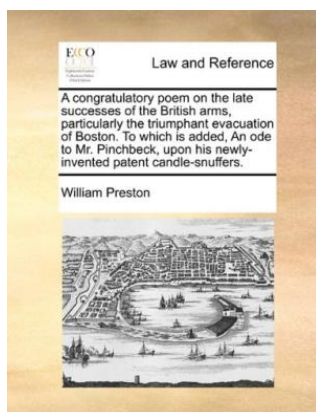 ECCO
Law and Reference
A congratulatory poem on the late
successes of the British arms,
particularly the triumphant evacuation
of Boston. To which is added, An ode
to Mr. Pinchbeck, upon his newly-
invented patent candle-snuffers.
William Preston